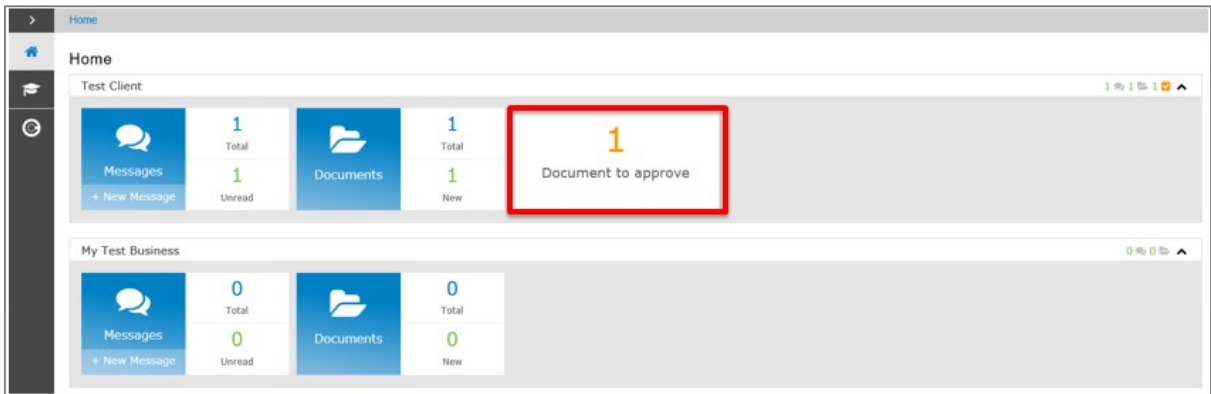 Home
Home
Test Client
1 1 1
Messages
+ New Message
1
Total
1
Unread
Documents
1
Total
1
New
1
Document to approve
My Test Business
0 0
Messages
+ New Message
0
Total
0
Unread
Documents
0
Total
0
New